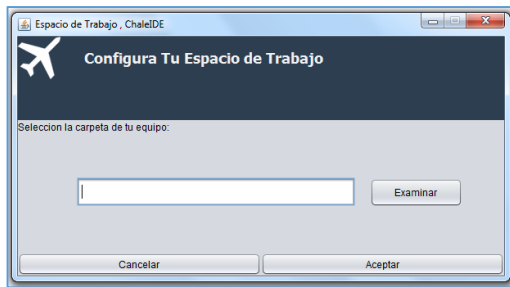 Espacio de Trabajo , ChaleIDE
Configura Tu Espacio de Trabajo
Seleccion la carpeta de tu equipo:
Examinar
Cancelar
Aceptar